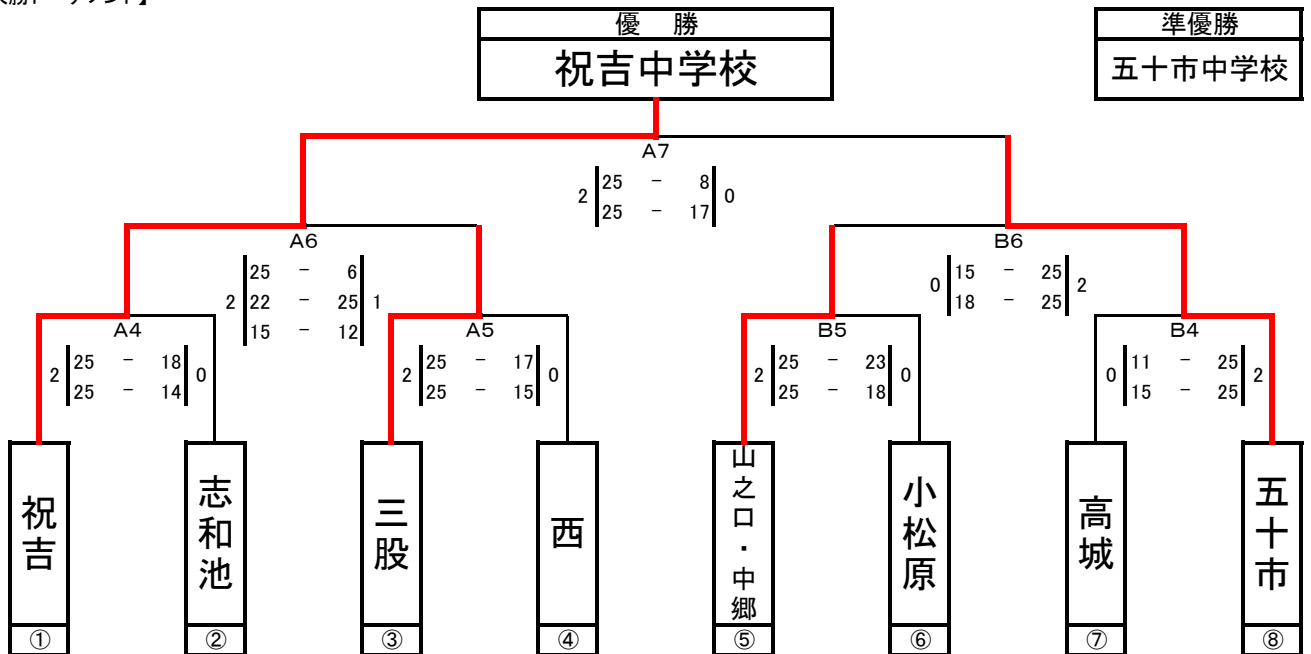 優 勝
祝吉中学校
準優勝
五十市中学校
A7
2 25 - 8 0
25 - 17
A6
25 - 6
2 22 - 25 1
15 - 12
B6
0 15 - 25 2
18 - 25
A4
2 25 - 18 0
25 - 14
A5
2 25 - 17 0
25 - 15
B5
2 25 - 23 0
25 - 18
B4
0 11 - 25 2
15 - 25
祝吉
志和池
三股
西
山之口・中郷
小松原
高城
五十市
① ② ③ ④ ⑤ ⑥ ⑦ ⑧